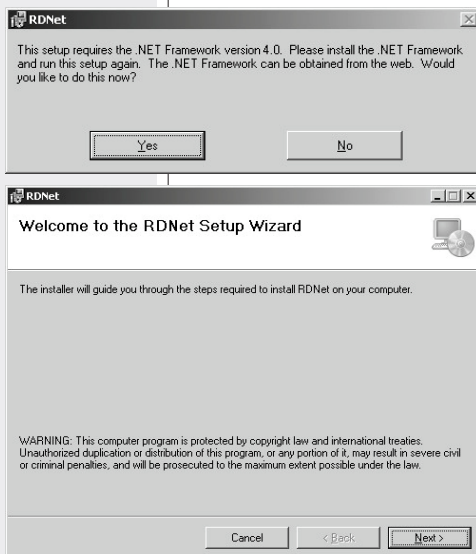 RDNet
This setup requires the .NET Framework version 4.0.  Please install the .NET Framework
and run this setup again.  The .NET Framework can be obtained from the web.  Would
you like to do this now?
Yes No
RDNet
Welcome to the RDNet Setup Wizard
The installer will guide you through the steps required to install RDNet on your computer.
WARNING: This computer program is protected by copyright law and international treaties.
Unauthorized duplication or distribution of this program, or any portion of it, may result in severe civil
or criminal penalties, and will be prosecuted to the maximum extent possible under the law.
Cancel < Back Next >